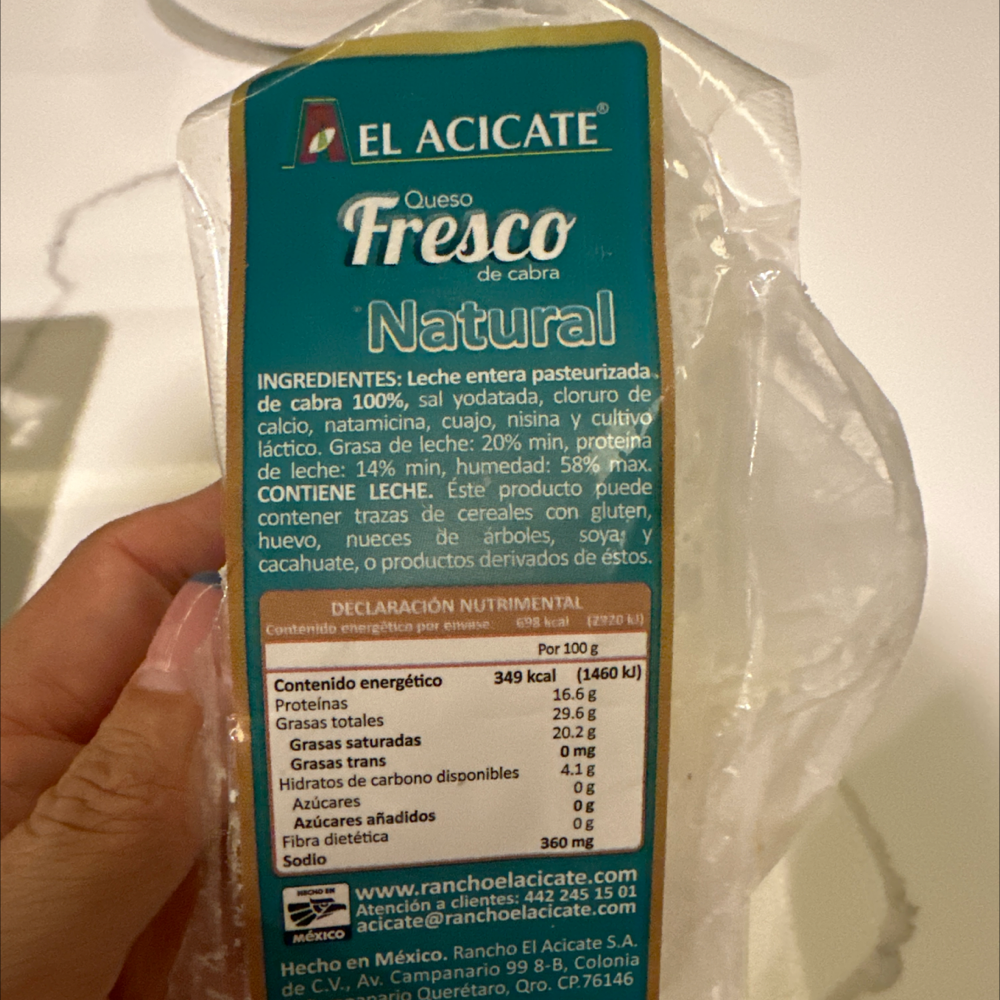 EL ACICATE®
Queso
Fresco
de cabra
Natural
INGREDIENTES: Leche entera pasteurizada
de cabra 100%, sal yodatada, cloruro de
calcio, natamicina, cuajo, nisina y cultivo
láctico. Grasa de leche: 20% min, proteína
de leche: 14% min, humedad: 58% max.
CONTIENE LECHE. Éste producto puede
contener trazas de cereales con gluten,
huevo, nueces de árboles, soya y
cacahuate, o productos derivados de éstos.
DECLARACIÓN NUTRIMENTAL
Contenido energético por envase 698 kcal (2920 kJ)
Por 100 g
Contenido energético 349 kcal (1460 kJ)
Proteínas 16.6 g
Grasas totales 29.6 g
Grasas saturadas 20.2 g
Grasas trans 0 mg
Hidratos de carbono disponibles 4.1 g
Azúcares 0 g
Azúcares añadidos 0 g
Fibra dietética 0 g
Sodio 360 mg
HECHO EN
MÉXICO
www.ranchoelacicate.com
Atención a clientes: 442 245 15 01
acicate@ranchoelacicate.com
Hecho en México. Rancho El Acicate S.A.
de C.V., Av. Campanario 99 8-B, Colonia
Querétaro, Qro. CP.76146